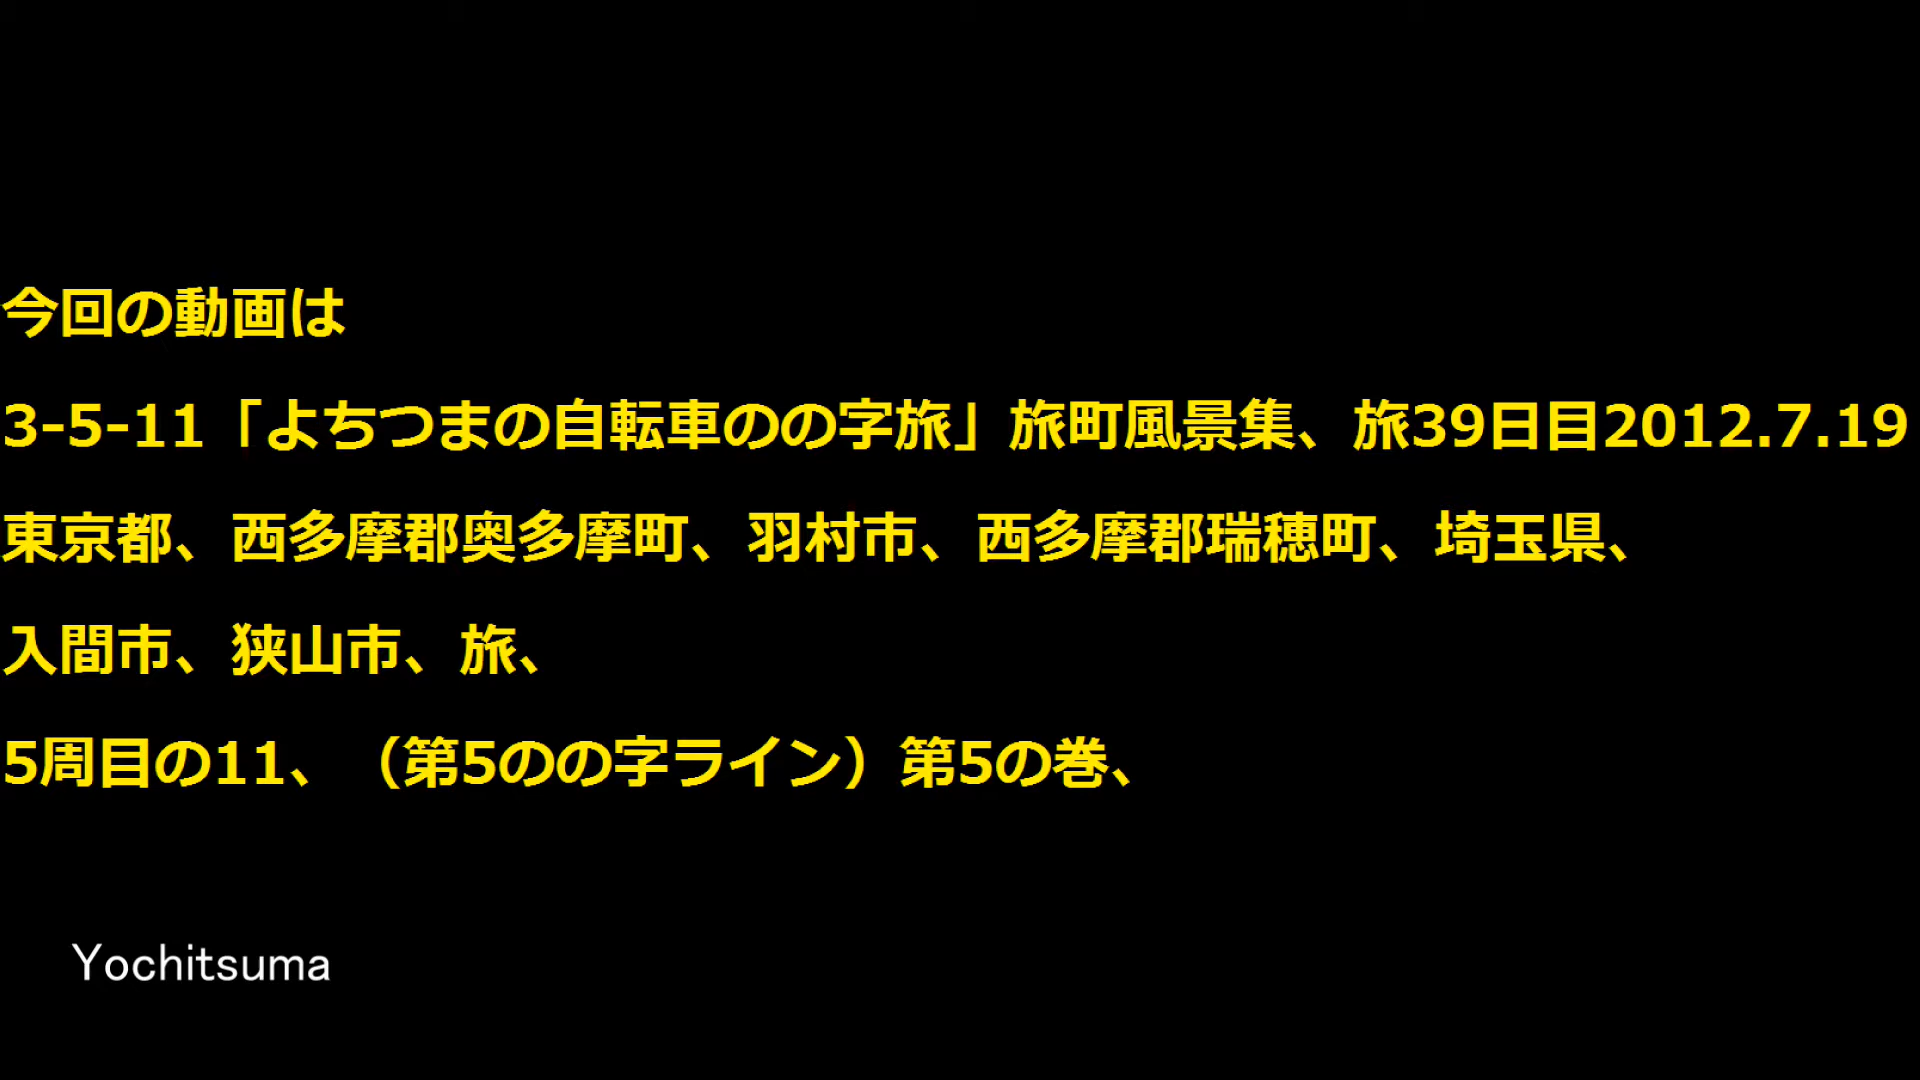 今回の動画は
3-5-11「よちつまの自転車のの字旅」旅町風景集、旅39日目2012.7.19
東京都、西多摩郡奥多摩町、羽村市、西多摩郡瑞穂町、埼玉県、
入間市、狭山市、旅、
5周目の11、（第5のの字ライン）第5の巻、
Yochitsuma